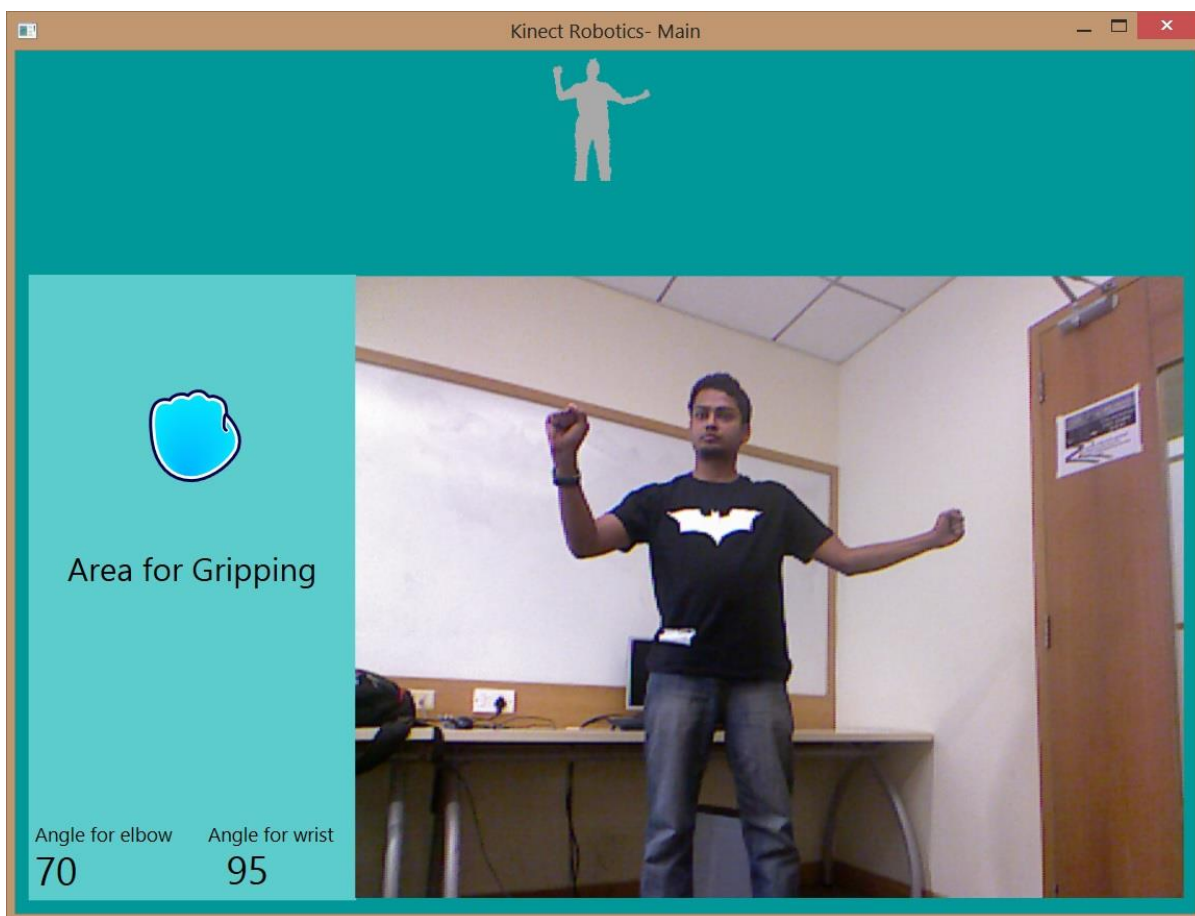 Kinect Robotics- Main
Area for Gripping
Angle for elbow
Angle for wrist
70
95